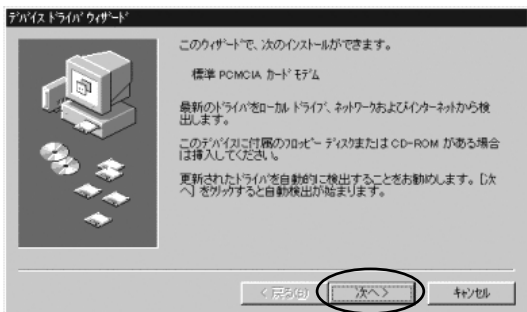 ﾃﾞﾊﾞｲｽ ﾄﾞﾗｲﾊﾞ ｳｨｻﾞｰﾄﾞ
このｳｨｻﾞｰﾄﾞで、次のｲﾝｽﾄｰﾙができます。
標準 PCMCIA ｶｰﾄﾞ ﾓﾃﾞﾑ
最新のﾄﾞﾗｲﾊﾞをﾛｰｶﾙ ﾄﾞﾗｲﾌﾞ、ﾈｯﾄﾜｰｸおよびｲﾝﾀｰﾈｯﾄから検
出します。
このﾃﾞﾊﾞｲｽに付属のﾌﾛｯﾋﾟｰ ﾃﾞｨｽｸまたは CD-ROM がある場合
は挿入してください。
更新されたﾄﾞﾗｲﾊﾞを自動的に検出することをお勧めします。[次
へ] をｸﾘｯｸすると自動検出が始まります。
< 戻る(B)
次へ >
ｷｬﾝｾﾙ